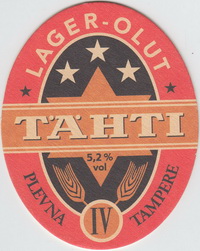 LAGER-OLUT
TÄHTI
5,2 %
vol
PLEVNA
IV
TAMPERE